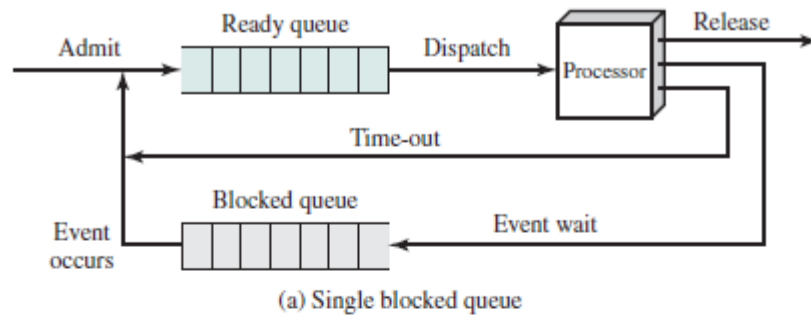 Admit
Ready queue
Dispatch
Processor
Release
Time-out
Blocked queue
Event wait
Event
occurs
(a) Single blocked queue